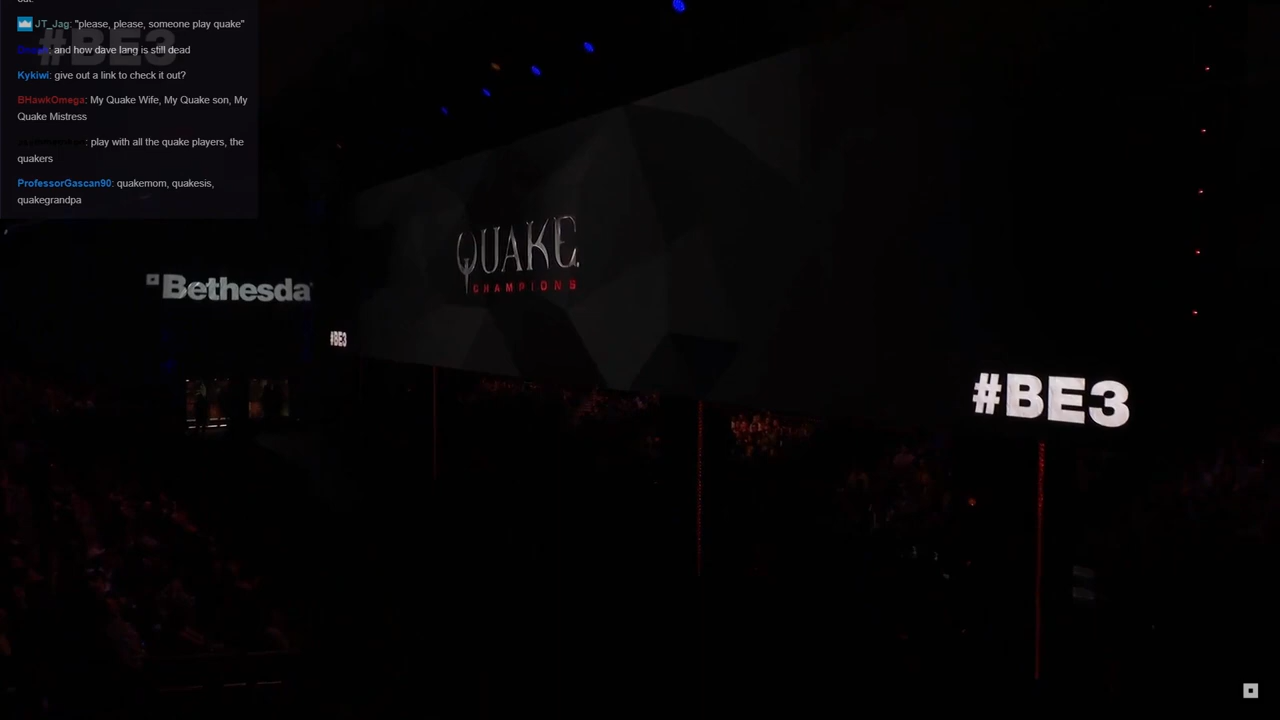 out.
JT_Jag: "please, please, someone play quake"
: and how dave lang is still dead
#BE3
Kykiwi: give out a link to check it out?
BHawkOmega: My Quake Wife, My Quake son, My
Quake Mistress
: play with all the quake players, the
quakers
ProfessorGascan90: quakemom, quakesis,
quakegrandpa
QUAKE
CHAMPIONS
Bethesda
#BE3
#BE3